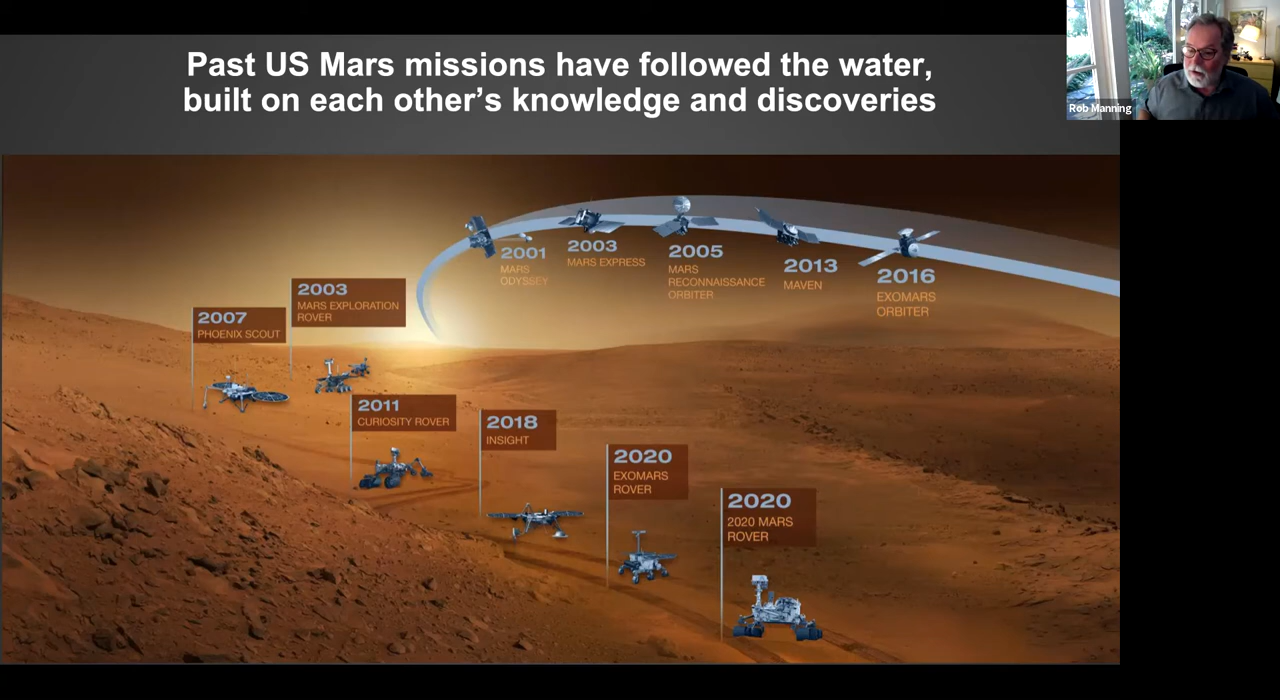 Past US Mars missions have followed the water,
built on each other's knowledge and discoveries
Rob Manning
2001
MARS
ODYSSEY
2003
MARS EXPRESS
2005
MARS
RECONNAISSANCE
ORBITER
2013
MAVEN
2016
EXOMARS
ORBITER
2007
PHOENIX SCOUT
2003
MARS EXPLORATION
ROVER
2011
CURIOSITY ROVER
2018
INSIGHT
2020
EXOMARS
ROVER
2020
2020 MARS
ROVER